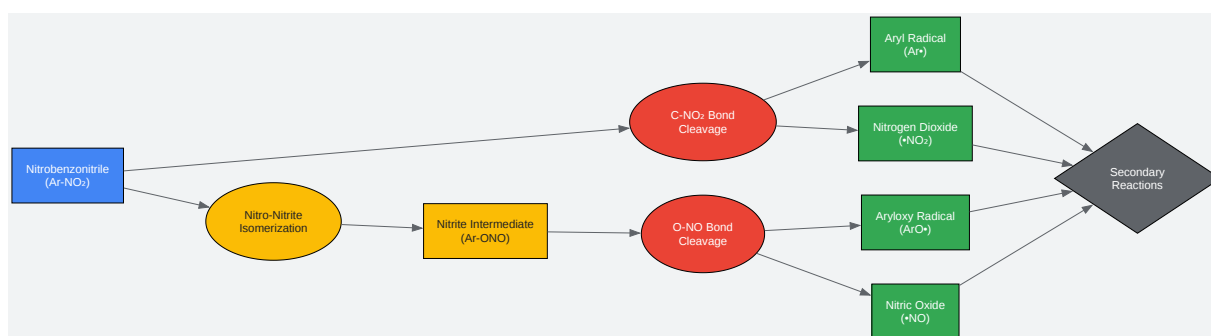 Nitrobenzonitrile
(Ar-NO₂)
Nitro-Nitrite
Isomerization
Nitrite Intermediate
(Ar-ONO)
C-NO₂ Bond
Cleavage
O-NO Bond
Cleavage
Aryl Radical
(Ar•)
Nitrogen Dioxide
(•NO₂)
Aryloxy Radical
(ArO•)
Nitric Oxide
(•NO)
Secondary
Reactions